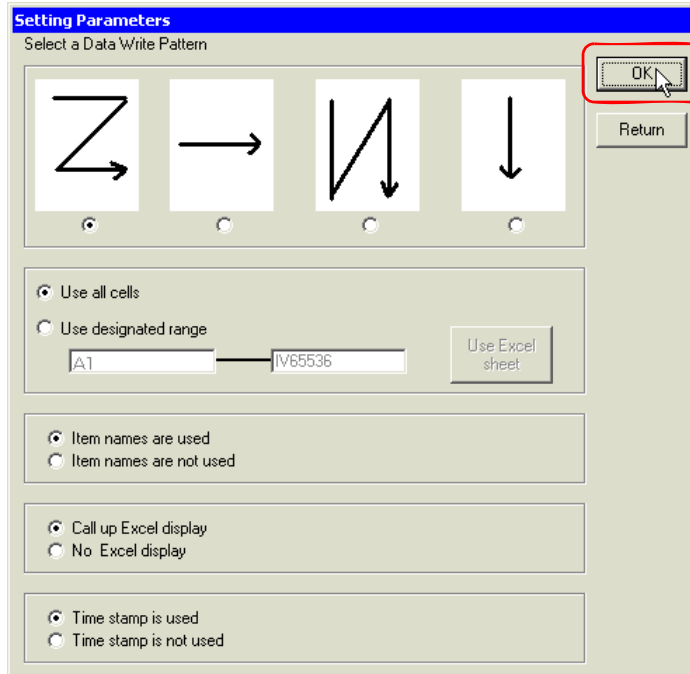 Setting Parameters
Select a Data Write Pattern
OK
Return
Use all cells
Use designated range
A1 IV65536
Use Excel
sheet
Item names are used
Item names are not used
Call up Excel display
No Excel display
Time stamp is used
Time stamp is not used